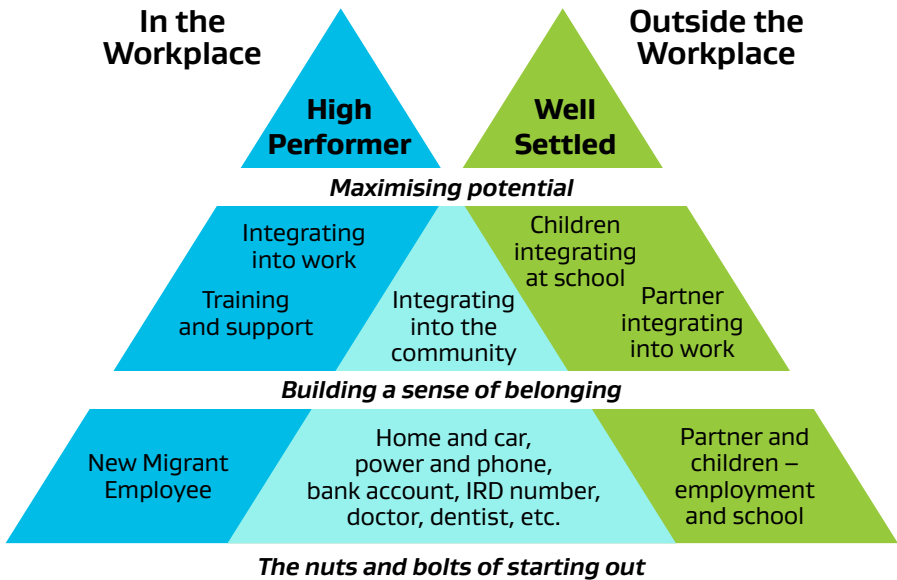 In the
Workplace
Outside the
Workplace
High
Performer
Well
Settled
Maximising potential
Integrating
into work
Training
and support
Integrating
into the
community
Children
integrating
at school
Partner
integrating
into work
Building a sense of belonging
New Migrant
Employee
Home and car,
power and phone,
bank account, IRD number,
doctor, dentist, etc.
Partner and
children –
employment
and school
The nuts and bolts of starting out